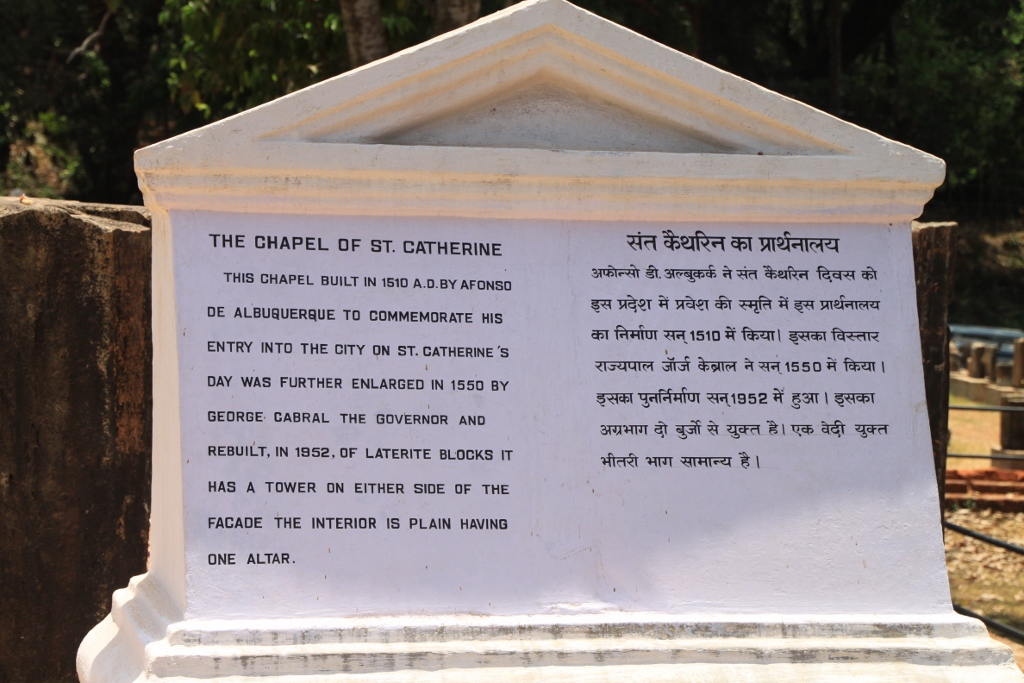 THE CHAPEL OF ST. CATHERINE
THIS CHAPEL BUILT IN 1510 A.D. BY AFONSO
DE ALBUQUERQUE TO COMMEMORATE HIS
ENTRY INTO THE CITY ON ST. CATHERINE'S
DAY WAS FURTHER ENLARGED IN 1550 BY
GEORGE CABRAL THE GOVERNOR AND
REBUILT, IN 1952, OF LATERITE BLOCKS IT
HAS A TOWER ON EITHER SIDE OF THE
FACADE THE INTERIOR IS PLAIN HAVING
ONE ALTAR.
संत कैथरिन का प्रार्थनालय
अफोन्सो डी. अल्बुकर्क ने संत कैथरिन दिवस को
इस प्रदेश में प्रवेश की स्मृति में इस प्रार्थनालय
का निर्माण सन् 1510 में किया। इसका विस्तार
राज्यपाल जॉर्ज केब्राल ने सन् 1550 में किया।
इसका पुनर्निर्माण सन् 1952 में हुआ। इसका
अग्रभाग दो बुर्जो से युक्त है। एक वेदी युक्त
भीतरी भाग सामान्य है।